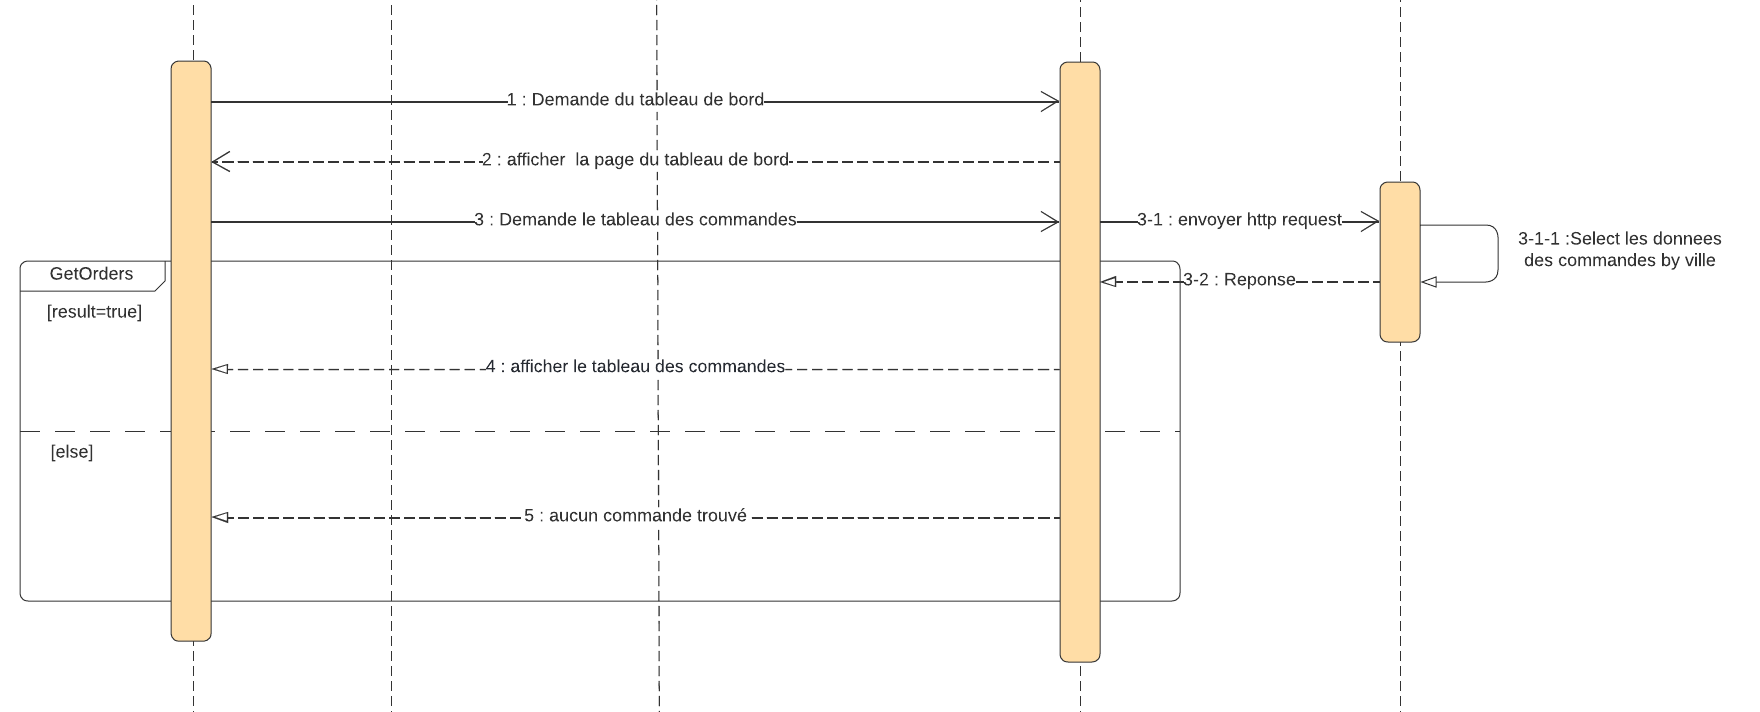 1 : Demande du tableau de bord
2 : afficher  la page du tableau de bord
3 : Demande le tableau des commandes
3-1 : envoyer http request
3-1-1 :Select les donnees
des commandes by ville
GetOrders
3-2 : Reponse
[result=true]
4 : afficher le tableau des commandes
[else]
5 : aucun commande trouvé